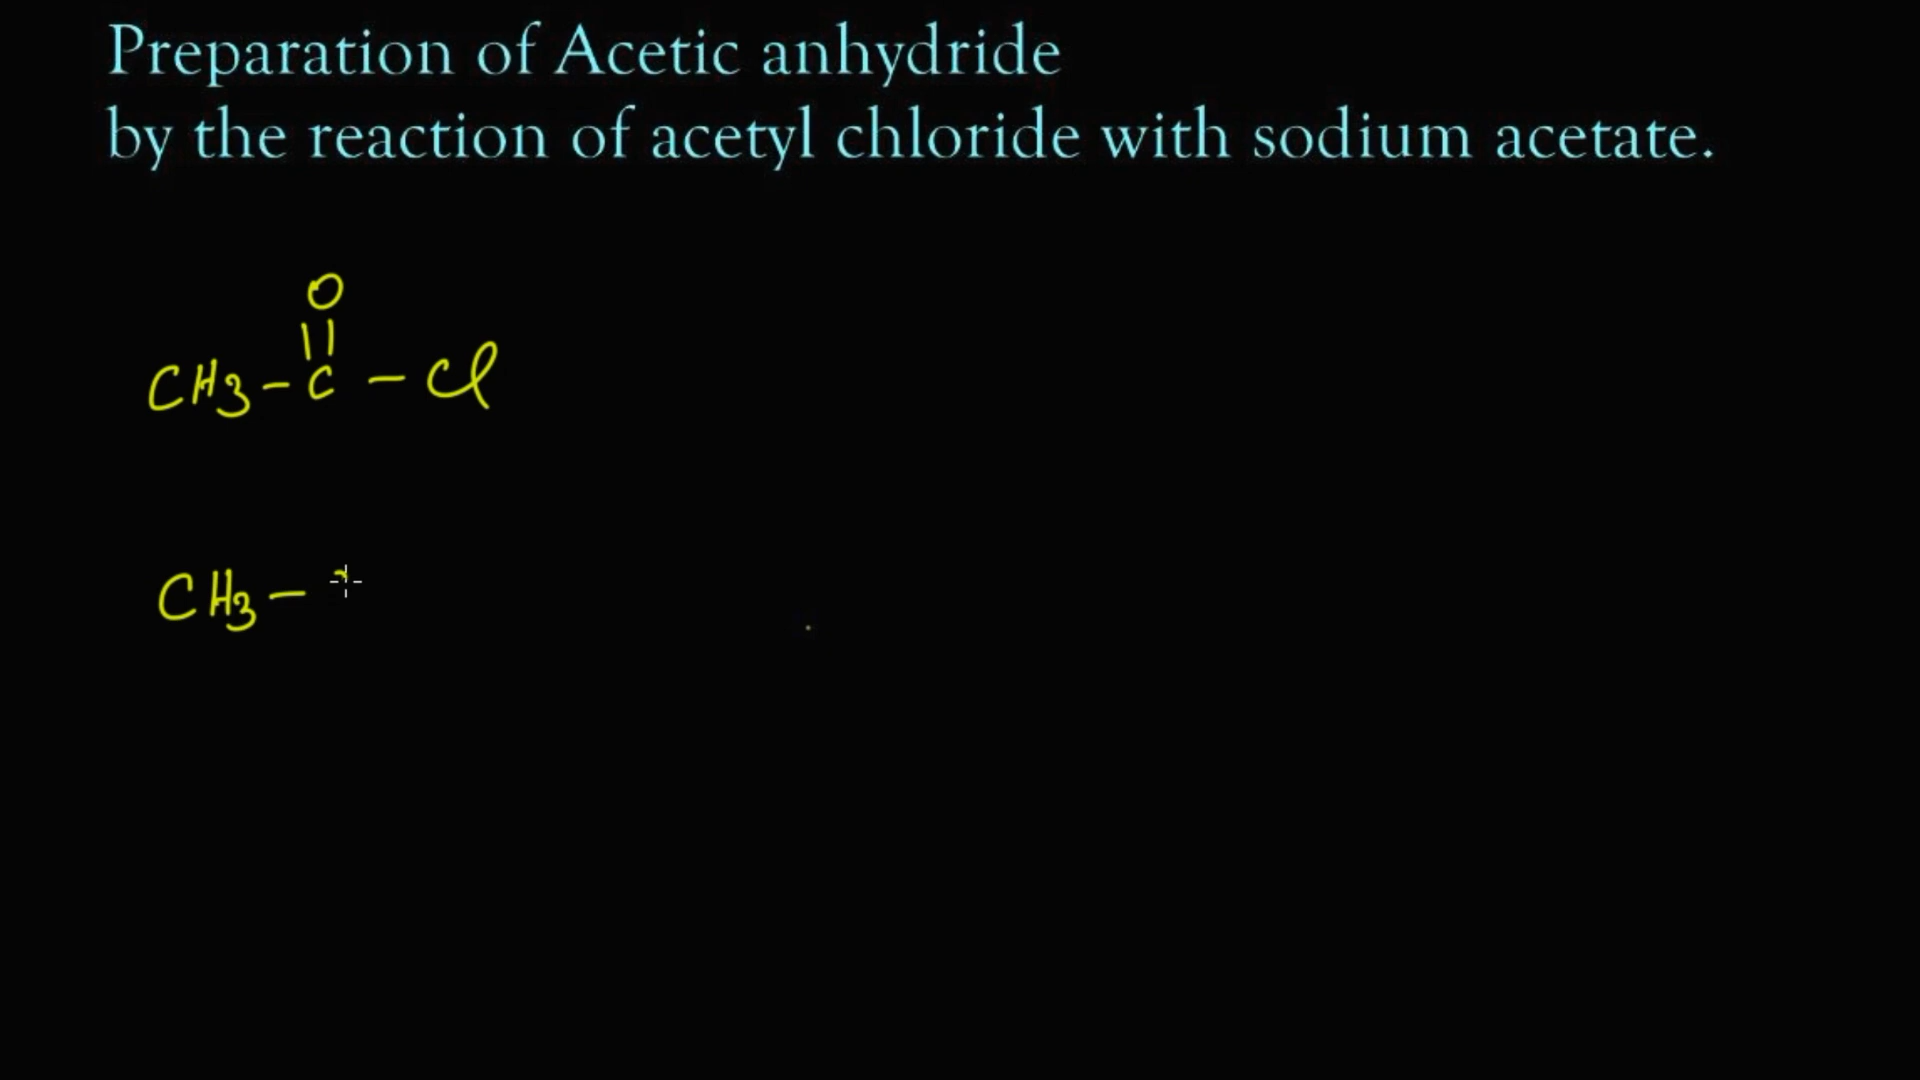 Preparation of Acetic anhydride
by the reaction of acetyl chloride with sodium acetate.
O
||
CH3 - C - Cl
CH3 -